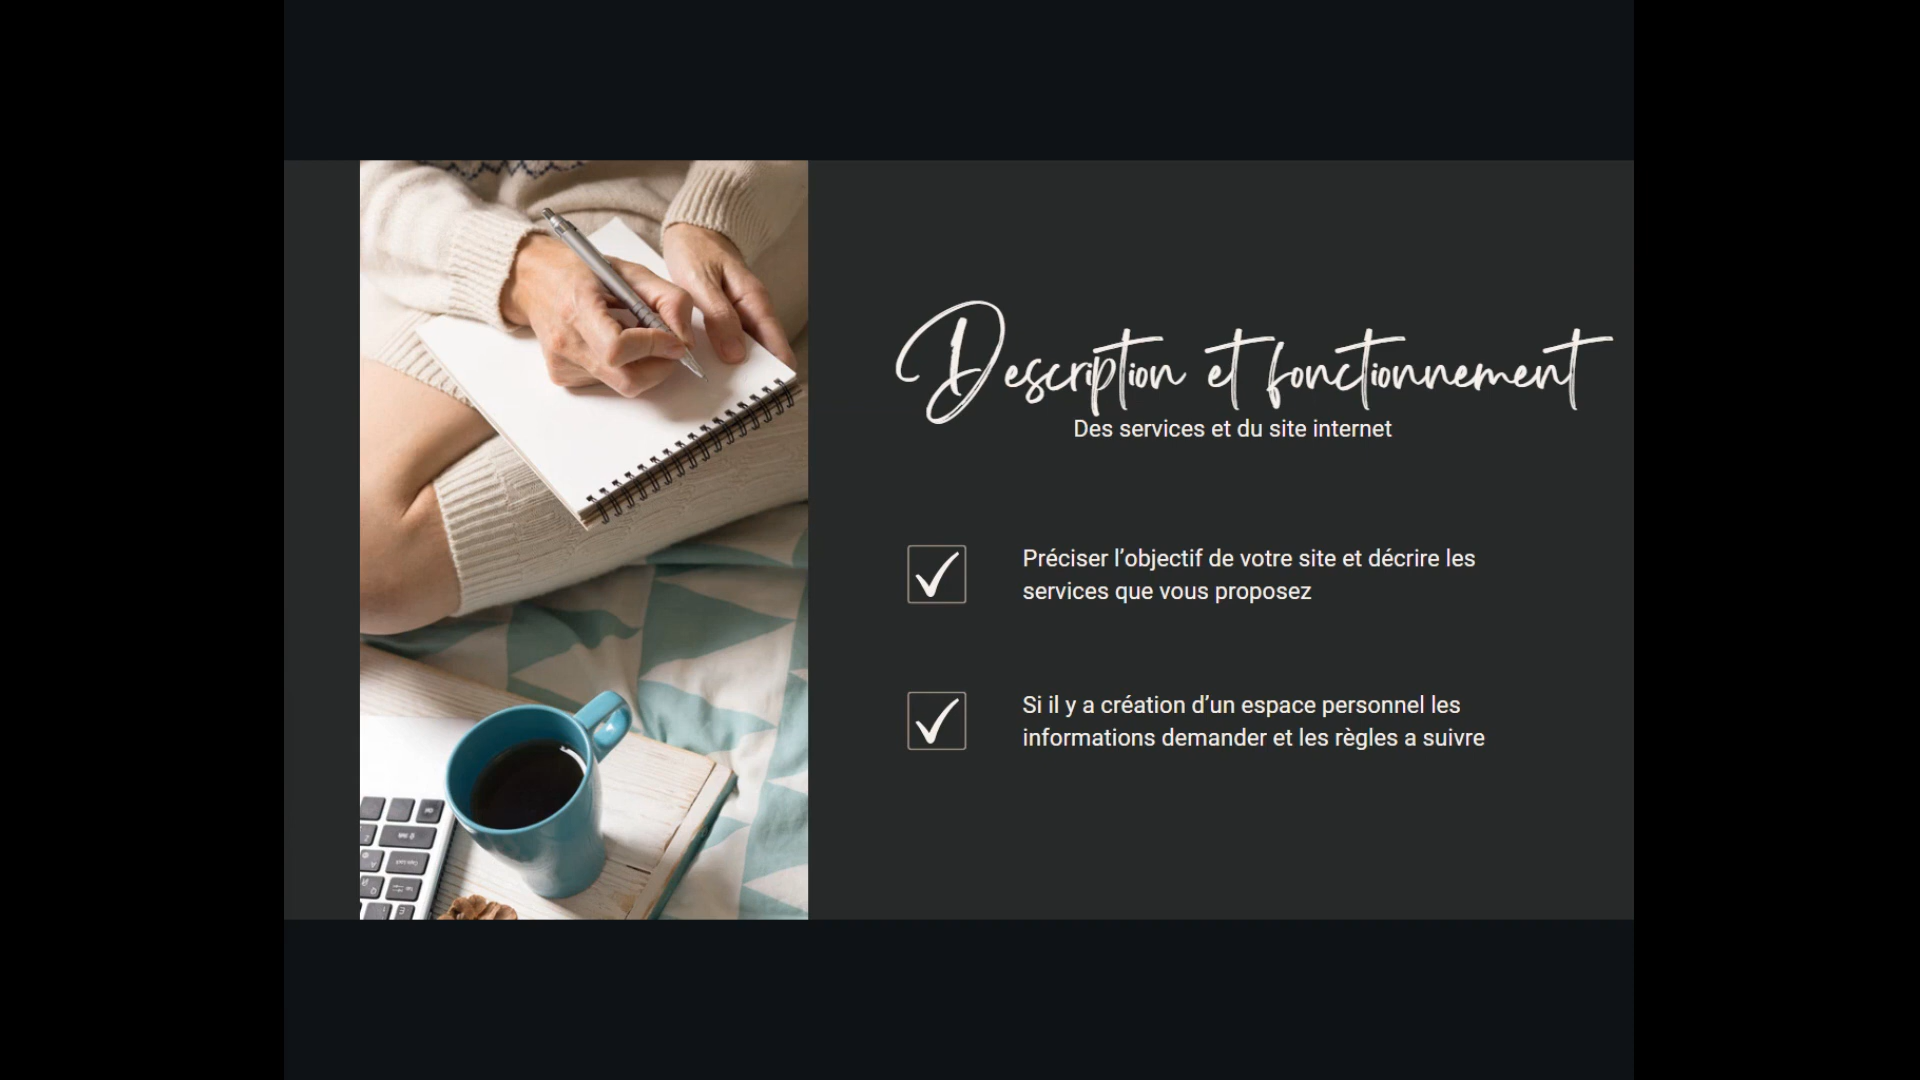 Description et fonctionnement
Des services et du site internet
Préciser l’objectif de votre site et décrire les
services que vous proposez
Si il y a création d’un espace personnel les
informations demander et les règles a suivre